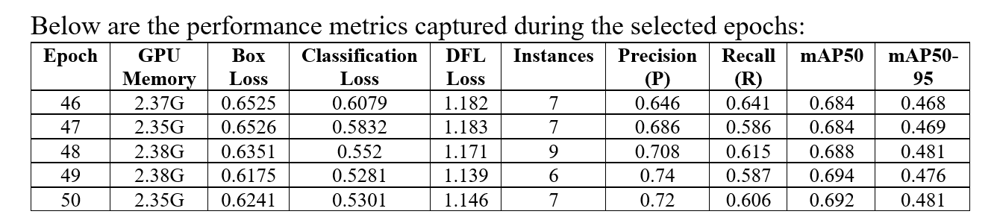 Below are the performance metrics captured during the selected epochs:
Epoch GPU Memory Box Loss Classification Loss DFL Loss Instances Precision (P) Recall (R) mAP50 mAP50-95
46 2.37G 0.6525 0.6079 1.182 7 0.646 0.641 0.684 0.468
47 2.35G 0.6526 0.5832 1.183 7 0.686 0.586 0.684 0.469
48 2.38G 0.6351 0.552 1.171 9 0.708 0.615 0.688 0.481
49 2.38G 0.6175 0.5281 1.139 6 0.74 0.587 0.694 0.476
50 2.35G 0.6241 0.5301 1.146 7 0.72 0.606 0.692 0.481